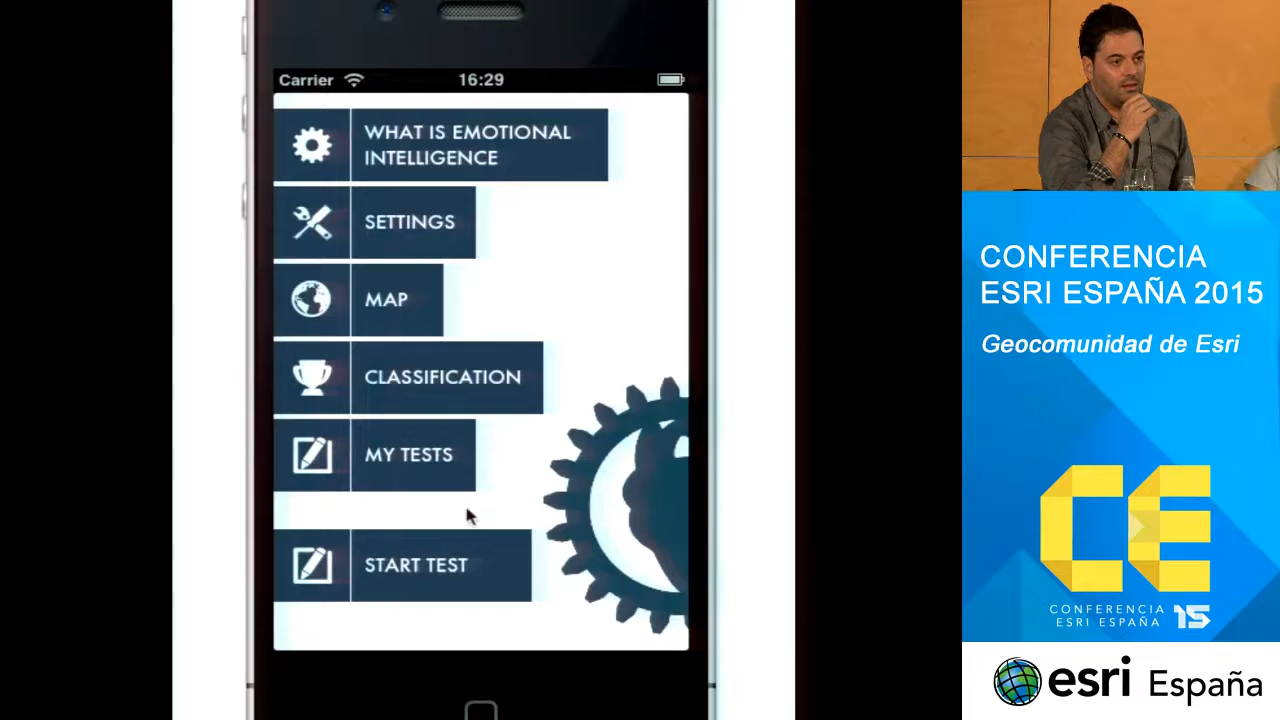 Carrier
16:29
WHAT IS EMOTIONAL
INTELLIGENCE
SETTINGS
MAP
CLASSIFICATION
MY TESTS
START TEST
CONFERENCIA
ESRI ESPAÑA 2015
Geocomunidad de Esri
CE
CONFERENCIA
ESRI ESPAÑA 15
esri España